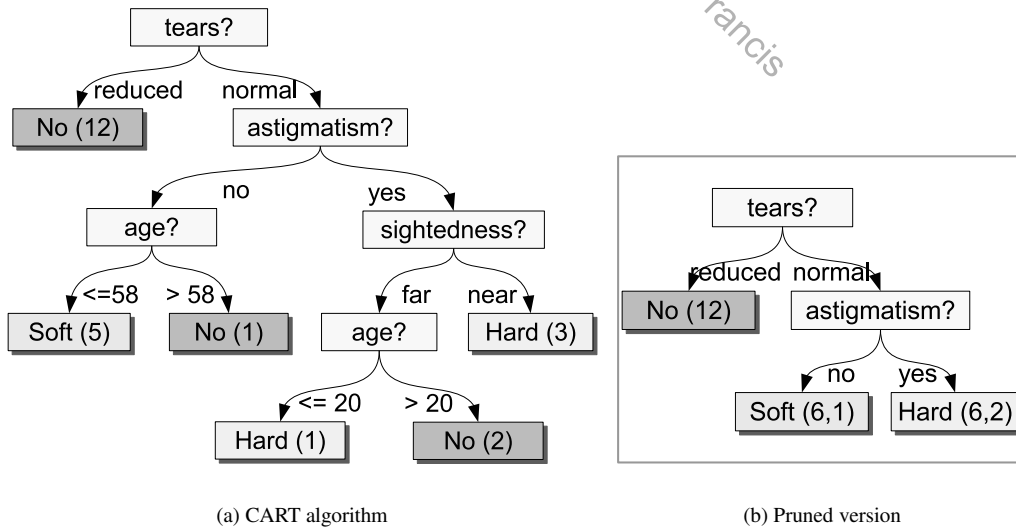 tears?
reduced normal
No (12) astigmatism?
no yes
age? sightedness?
<=58 > 58 far near
Soft (5) No (1) age? Hard (3)
<= 20 > 20
Hard (1) No (2)
(a) CART algorithm
rancis
tears?
reduced normal
No (12) astigmatism?
no yes
Soft (6,1) Hard (6,2)
(b) Pruned version